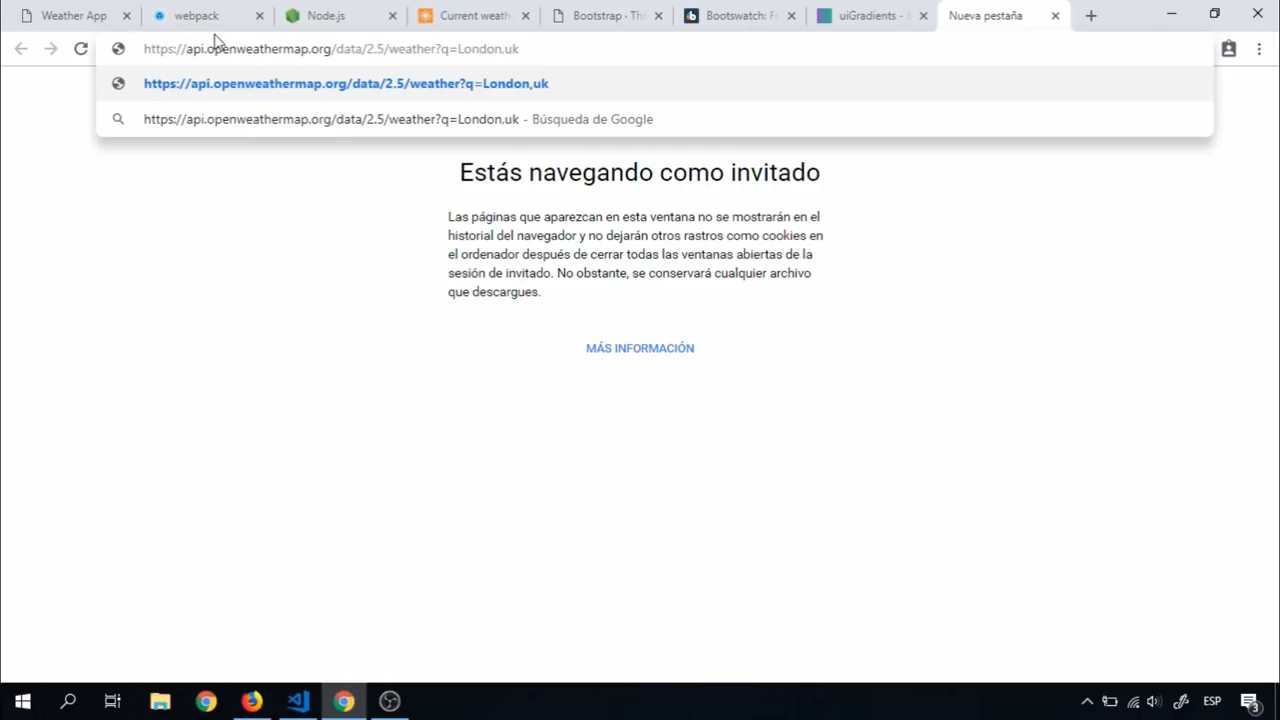 Weather App
webpack
Node.js
Current weath
Bootstrap · The
Bootswatch: F
uiGradients - 
Nueva pestaña
https://api.openweathermap.org/data/2.5/weather?q=London,uk
https://api.openweathermap.org/data/2.5/weather?q=London,uk
https://api.openweathermap.org/data/2.5/weather?q=London,uk - Búsqueda de Google
Estás navegando como invitado
Las páginas que aparezcan en esta ventana no se mostrarán en el
historial del navegador y no dejarán otros rastros como cookies en
el ordenador después de cerrar todas las ventanas abiertas de la
sesión de invitado. No obstante, se conservará cualquier archivo
que descargues.
MÁS INFORMACIÓN
ESP
3